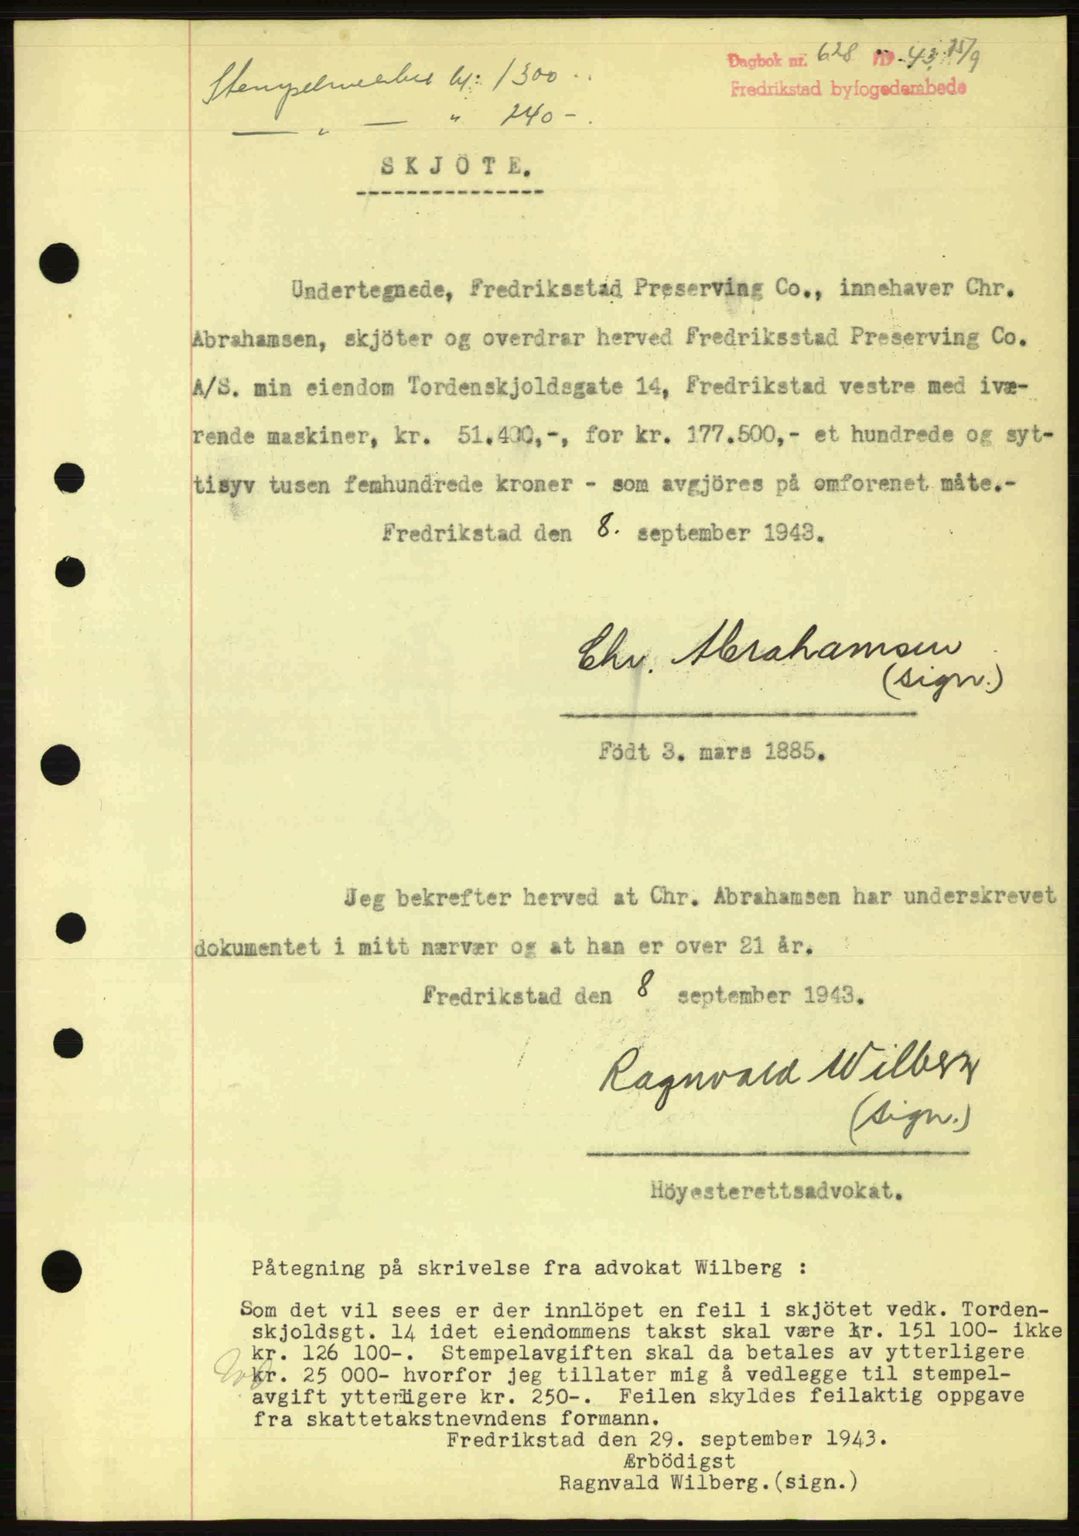 Dagbok nr. 628 19 43 15/9
Fredrikstad byfogedembede
Stempelmerker kr: 1300 -.
— " — " 240 -.
SKJÖTE.
Undertegnede, Fredriksstad Preserving Co., innehaver Chr.
Abrahamsen, skjöter og overdrar herved Fredriksstad Preserving Co.
A/S. min eiendom Tordenskjoldsgate 14, Fredrikstad vestre med ivæ-
rende maskiner, kr. 51.400,-, for kr. 177.500,- et hundrede og syt-
tisyv tusen femhundrede kroner - som avgjöres på omforenet måte.-
Fredrikstad den 8. september 1943.
Chr. Abrahamsen
(sign.)
Födt 3. mars 1885.
Jeg bekrefter herved at Chr. Abrahamsen har underskrevet
dokumentet i mitt nærvær og at han er over 21 år.
Fredrikstad den 8 september 1943.
Ragnvald Wilberg
(sign.)
Höyesterettsadvokat.
Påtegning på skrivelse fra advokat Wilberg :
Som det vil sees er der innlöpet en feil i skjötet vedk. Torden-
skjoldsgt. 14 idet eiendommens takst skal være kr. 151 100- ikke
kr. 126 100-. Stempelavgiften skal da betales av ytterligere
kr. 25 000- hvorfor jeg tillater mig å vedlegge til stempel-
avgift ytterligere kr. 250-. Feilen skyldes feilaktig oppgave
fra skattetakstnevndens formann.
Fredrikstad den 29. september 1943.
Ærbödigst
Ragnvald Wilberg.(sign.)